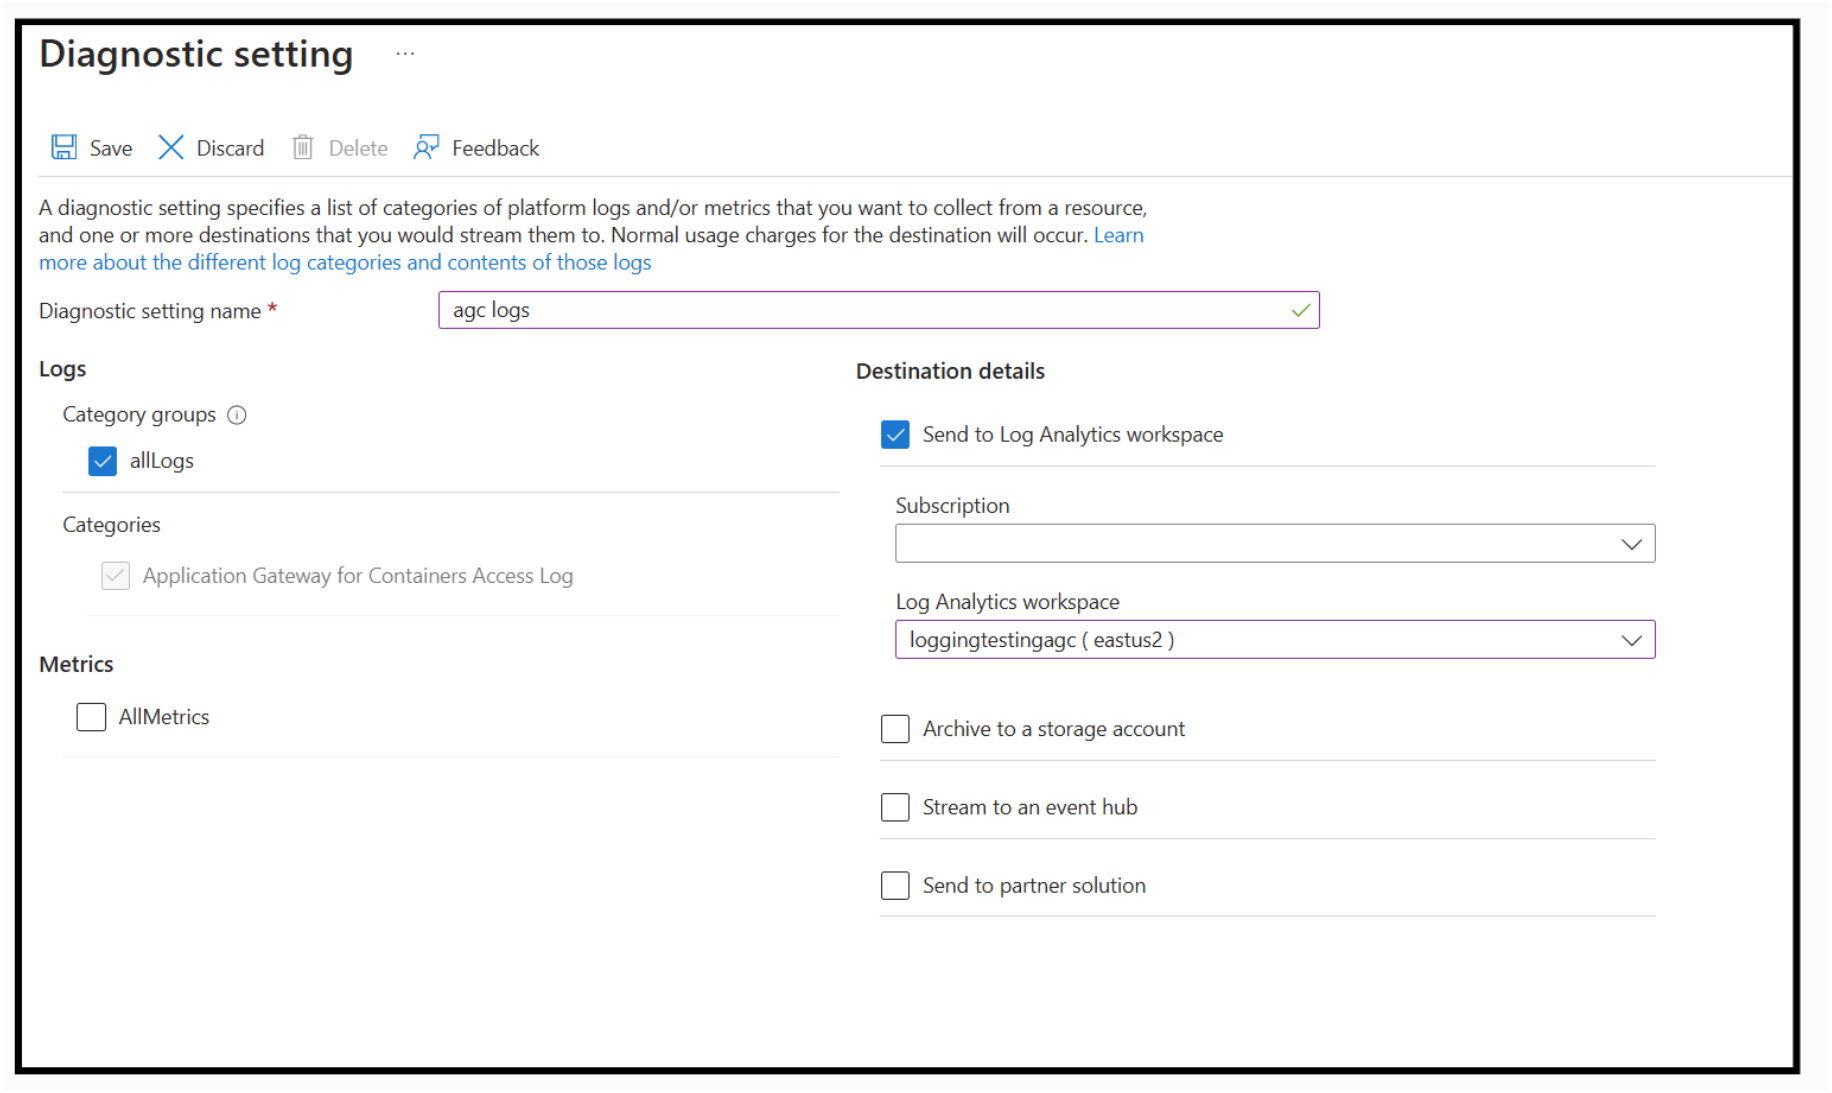 Diagnostic setting ...
Save Discard Delete Feedback
A diagnostic setting specifies a list of categories of platform logs and/or metrics that you want to collect from a resource,
and one or more destinations that you would stream them to. Normal usage charges for the destination will occur. Learn
more about the different log categories and contents of those logs
Diagnostic setting name *
agc logs
Logs
Category groups
allLogs
Categories
Application Gateway for Containers Access Log
Metrics
AllMetrics
Destination details
Send to Log Analytics workspace
Subscription
Log Analytics workspace
loggingtestingagc ( eastus2 )
Archive to a storage account
Stream to an event hub
Send to partner solution